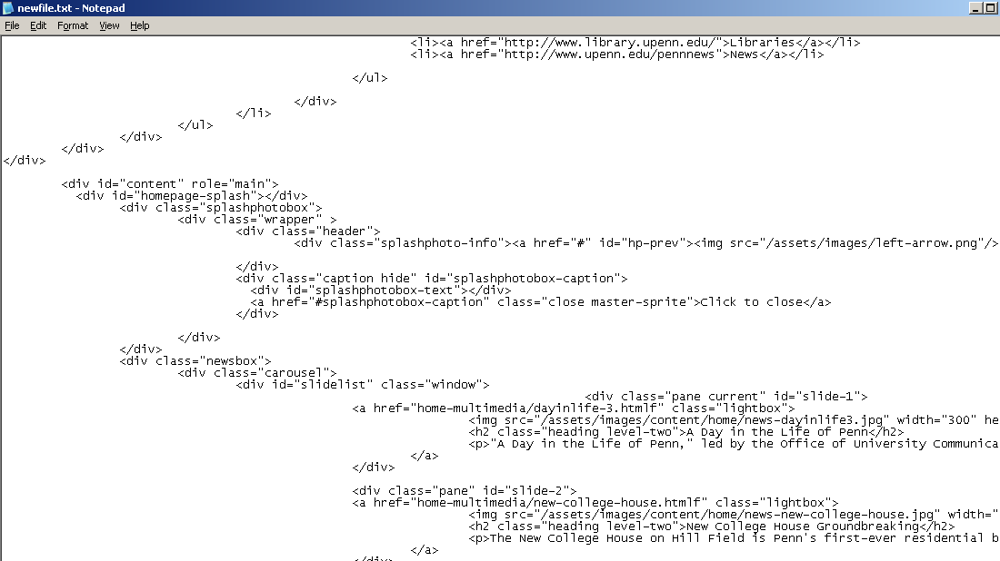 newfile.txt - Notepad
File Edit Format View Help
<li><a href="http://www.library.upenn.edu/">Libraries</a></li>
<li><a href="http://www.upenn.edu/pennnews">News</a></li>
</ul>
</div>
</li>
</ul>
</div>
</div>
</div>
<div id="content" role="main">
<div id="homepage-splash"></div>
<div class="splashphotobox">
<div class="wrapper" >
<div class="header">
<div class="splashphoto-info"><a href="#" id="hp-prev"><img src="/assets/images/left-arrow.png"/>
</div>
<div class="caption hide" id="splashphotobox-caption">
<div id="splashphotobox-text"></div>
<a href="#splashphotobox-caption" class="close master-sprite">Click to close</a>
</div>
</div>
</div>
<div class="newsbox">
<div class="carousel">
<div id="slidelist" class="window">
<div class="pane current" id="slide-1">
<a href="home-multimedia/dayinlife-3.htmlf" class="lightbox">
<img src="/assets/images/content/home/news-dayinlife3.jpg" width="300" he
<h2 class="heading level-two">A Day in the Life of Penn</h2>
<p>"A Day in the Life of Penn," led by the Office of University Communica
</a>
</div>
<div class="pane" id="slide-2">
<a href="home-multimedia/new-college-house.htmlf" class="lightbox">
<img src="/assets/images/content/home/news-new-college-house.jpg" width="
<h2 class="heading level-two">New College House Groundbreaking</h2>
<p>The New College House on Hill Field is Penn's first-ever residential b
</a>
</div>